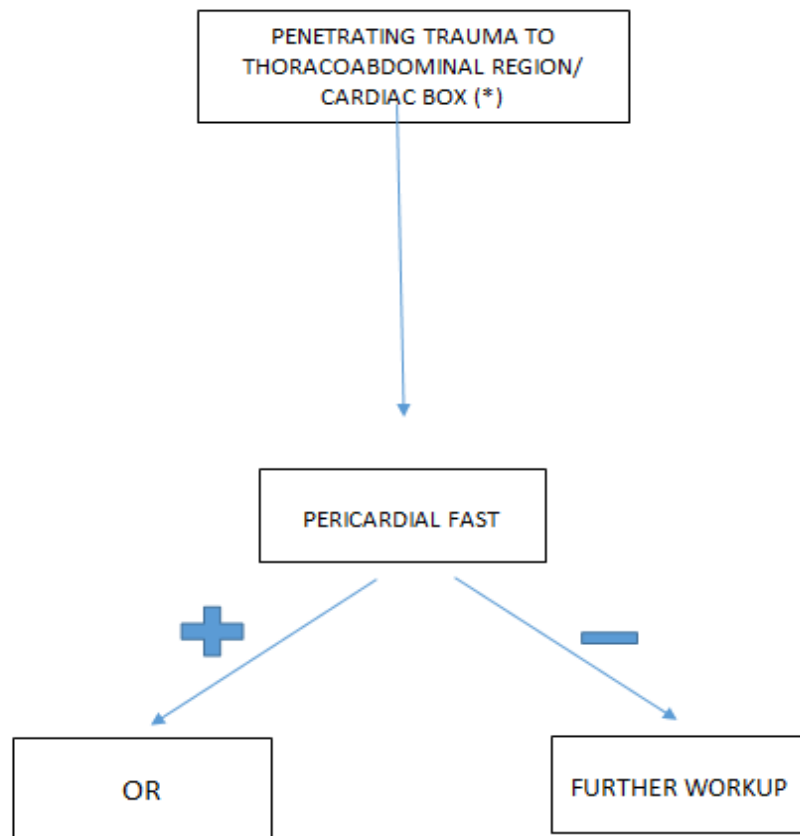 PENETRATING TRAUMA TO
THORACOABDOMINAL REGION/
CARDIAC BOX (*)
PERICARDIAL FAST
OR
FURTHER WORKUP